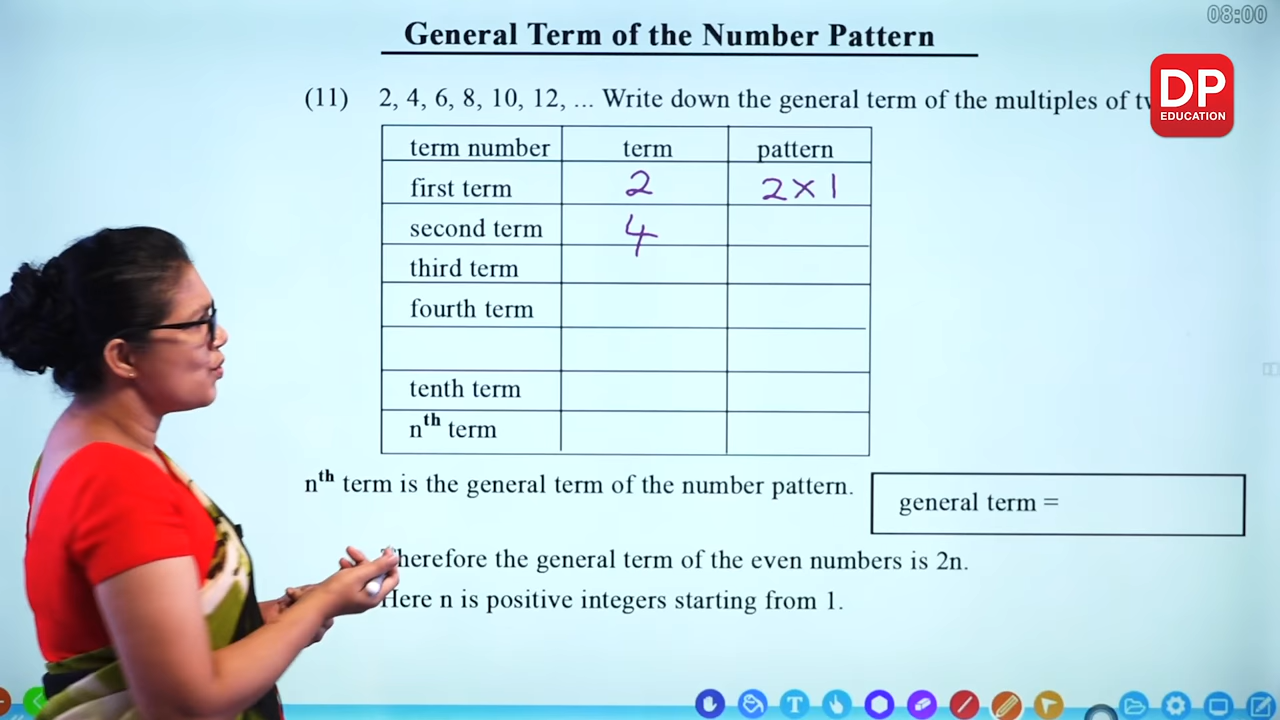 08:00
General Term of the Number Pattern
DP
EDUCATION
(11) 2, 4, 6, 8, 10, 12, ... Write down the general term of the multiples of
term number term pattern
first term 2 2 × 1
second term 4
third term
fourth term
tenth term
nth term
nth term is the general term of the number pattern.
general term =
Therefore the general term of the even numbers is 2n.
Here n is positive integers starting from 1.